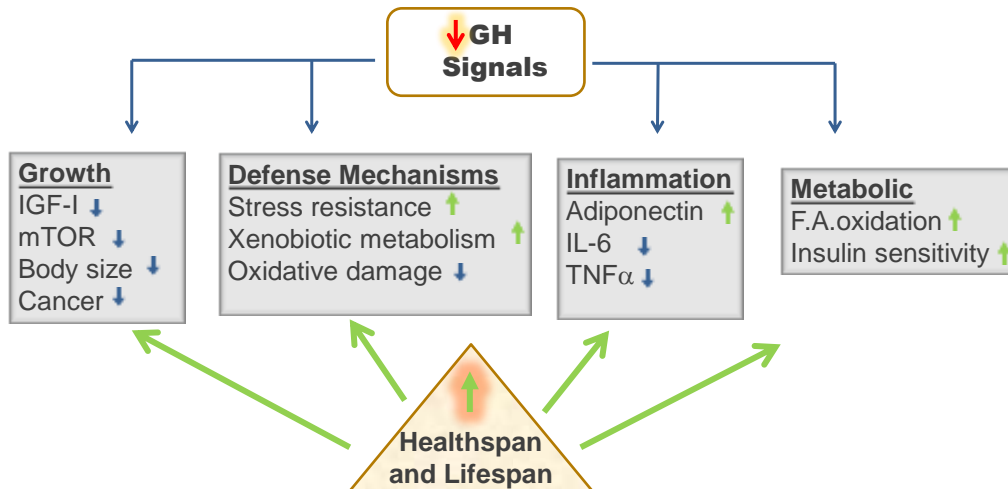 GH
Signals
Growth
IGF-I
mTOR
Body size
Cancer
Defense Mechanisms
Stress resistance
Xenobiotic metabolism
Oxidative damage
Inflammation
Adiponectin
IL-6
TNFα
Metabolic
F.A.oxidation
Insulin sensitivity
Healthspan
and Lifespan